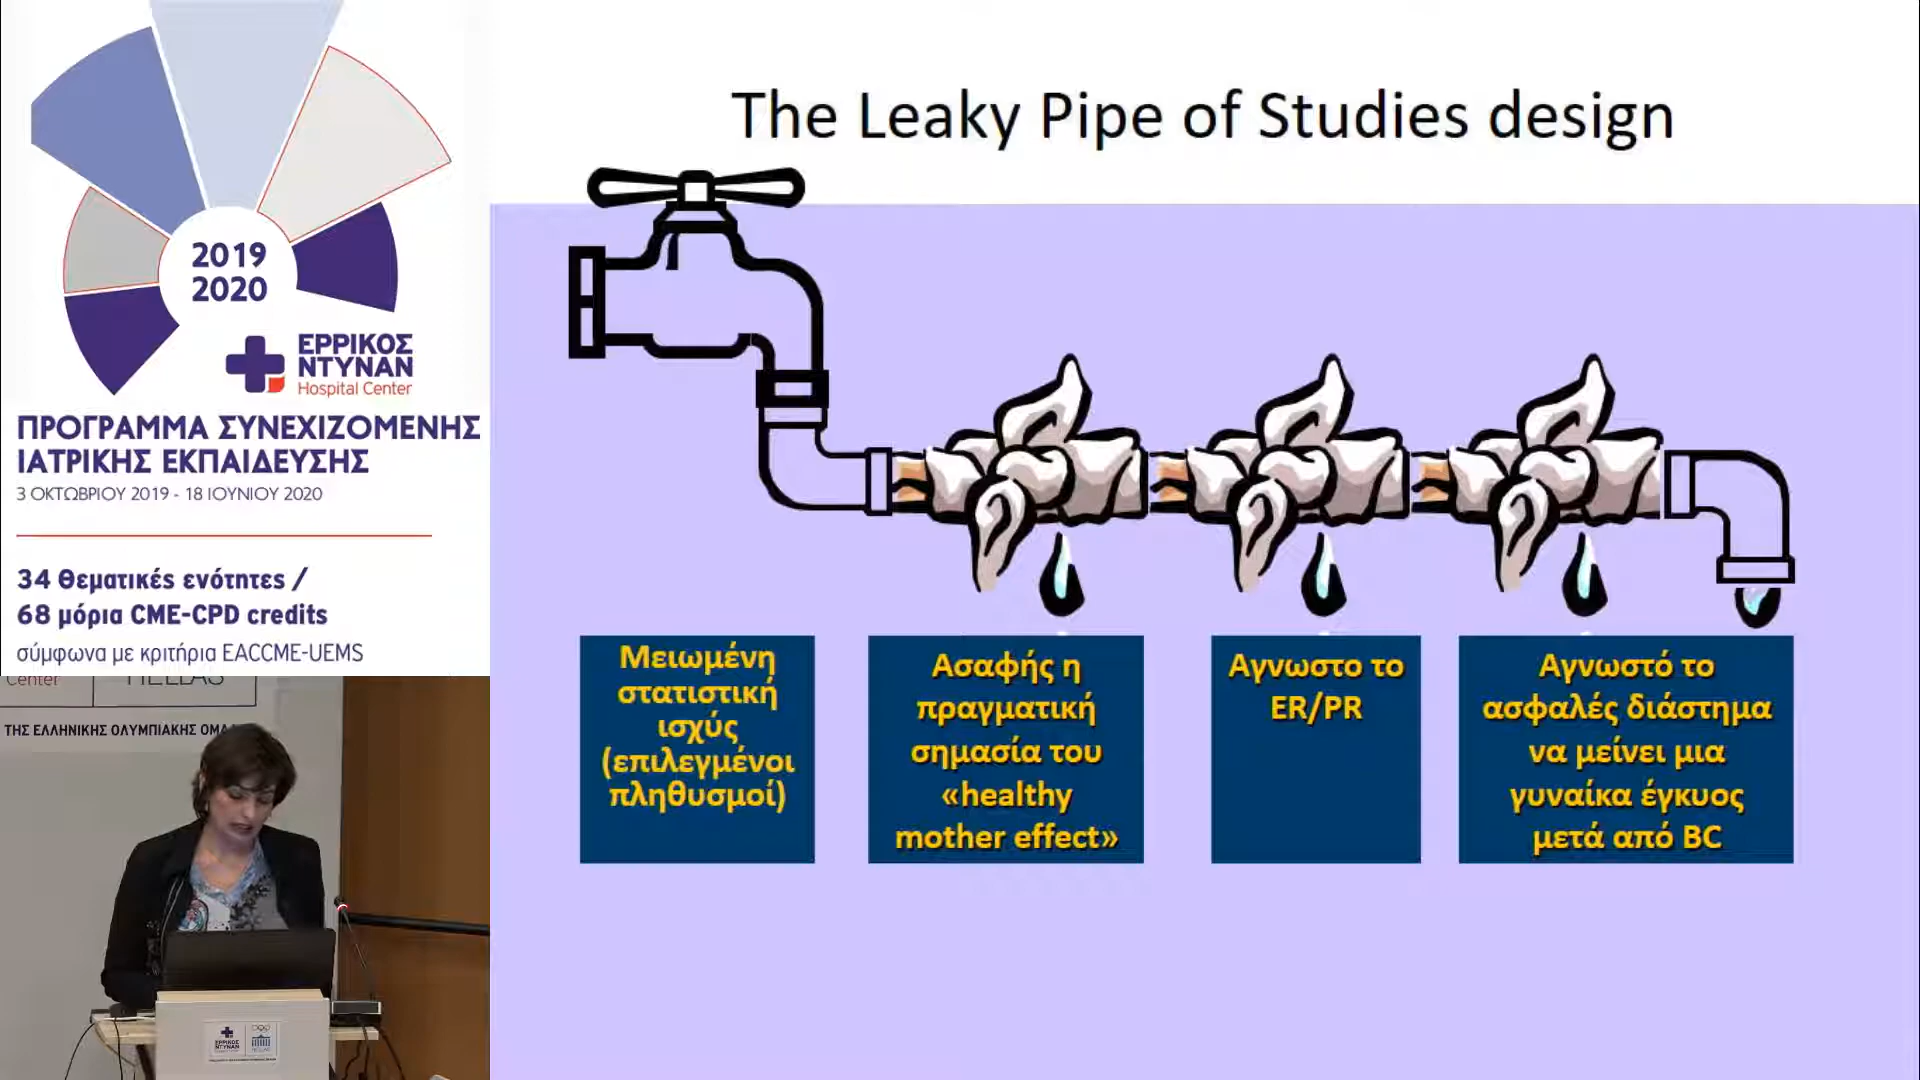 2019
2020
ΕΡΡΙΚΟΣ
ΝΤΥΝΑΝ
Hospital Center
ΠΡΟΓΡΑΜΜΑ ΣΥΝΕΧΙΖΟΜΕΝΗΣ
ΙΑΤΡΙΚΗΣ ΕΚΠΑΙΔΕΥΣΗΣ
3 ΟΚΤΩΒΡΙΟΥ 2019 - 18 ΙΟΥΝΙΟΥ 2020
34 θεματικές ενότητες /
68 μόρια CME-CPD credits
σύμφωνα με κριτήρια EACCME-UEMS
Center
HELLAS
ΤΗΣ ΕΛΛΗΝΙΚΗΣ ΟΛΥΜΠΙΑΚΗΣ ΟΜΑ
ΕΡΡΙΚΟΣ
ΝΤΥΝΑΝ
The Leaky Pipe of Studies design
Μειωμένη
στατιστική
ισχύς
(επιλεγμένοι
πληθυσμοί)
Ασαφής η
πραγματική
σημασία του
«healthy
mother effect»
Αγνωστο το
ER/PR
Αγνωστό το
ασφαλές διάστημα
να μείνει μια
γυναίκα έγκυος
μετά από BC